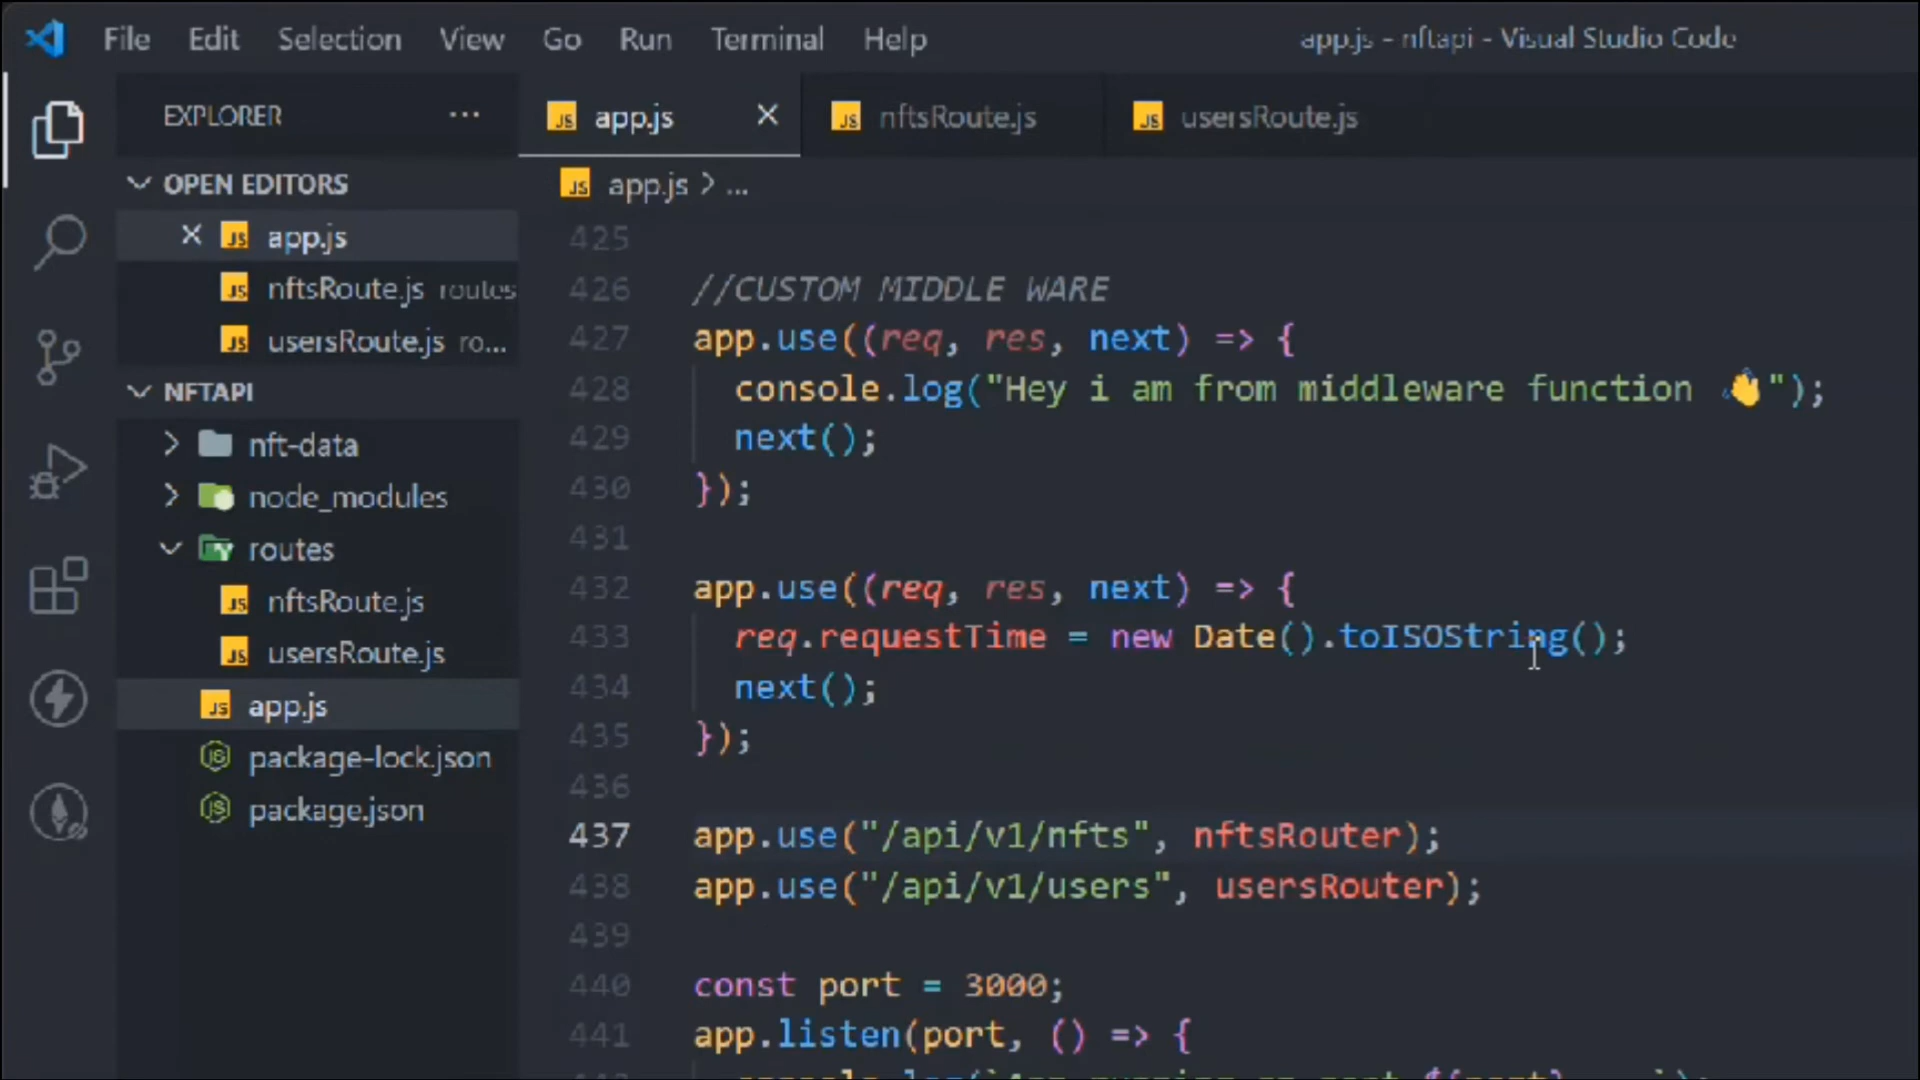 File Edit Selection View Go Run Terminal Help app.js - nftapi - Visual Studio Code
EXPLORER ...
JS app.js JS nftsRoute.js JS usersRoute.js
OPEN EDITORS
JS app.js
JS nftsRoute.js routes
JS usersRoute.js ro...
NFTAPI
nft-data
node_modules
routes
JS nftsRoute.js
JS usersRoute.js
JS app.js
JS package-lock.json
JS package.json
JS app.js > ...
425
426 //CUSTOM MIDDLE WARE
427 app.use((req, res, next) => {
428 console.log("Hey i am from middleware function 👋");
429 next();
430 });
431
432 app.use((req, res, next) => {
433 req.requestTime = new Date().toISOString();
434 next();
435 });
436
437 app.use("/api/v1/nfts", nftsRouter);
438 app.use("/api/v1/users", usersRouter);
439
440 const port = 3000;
441 app.listen(port, () => {